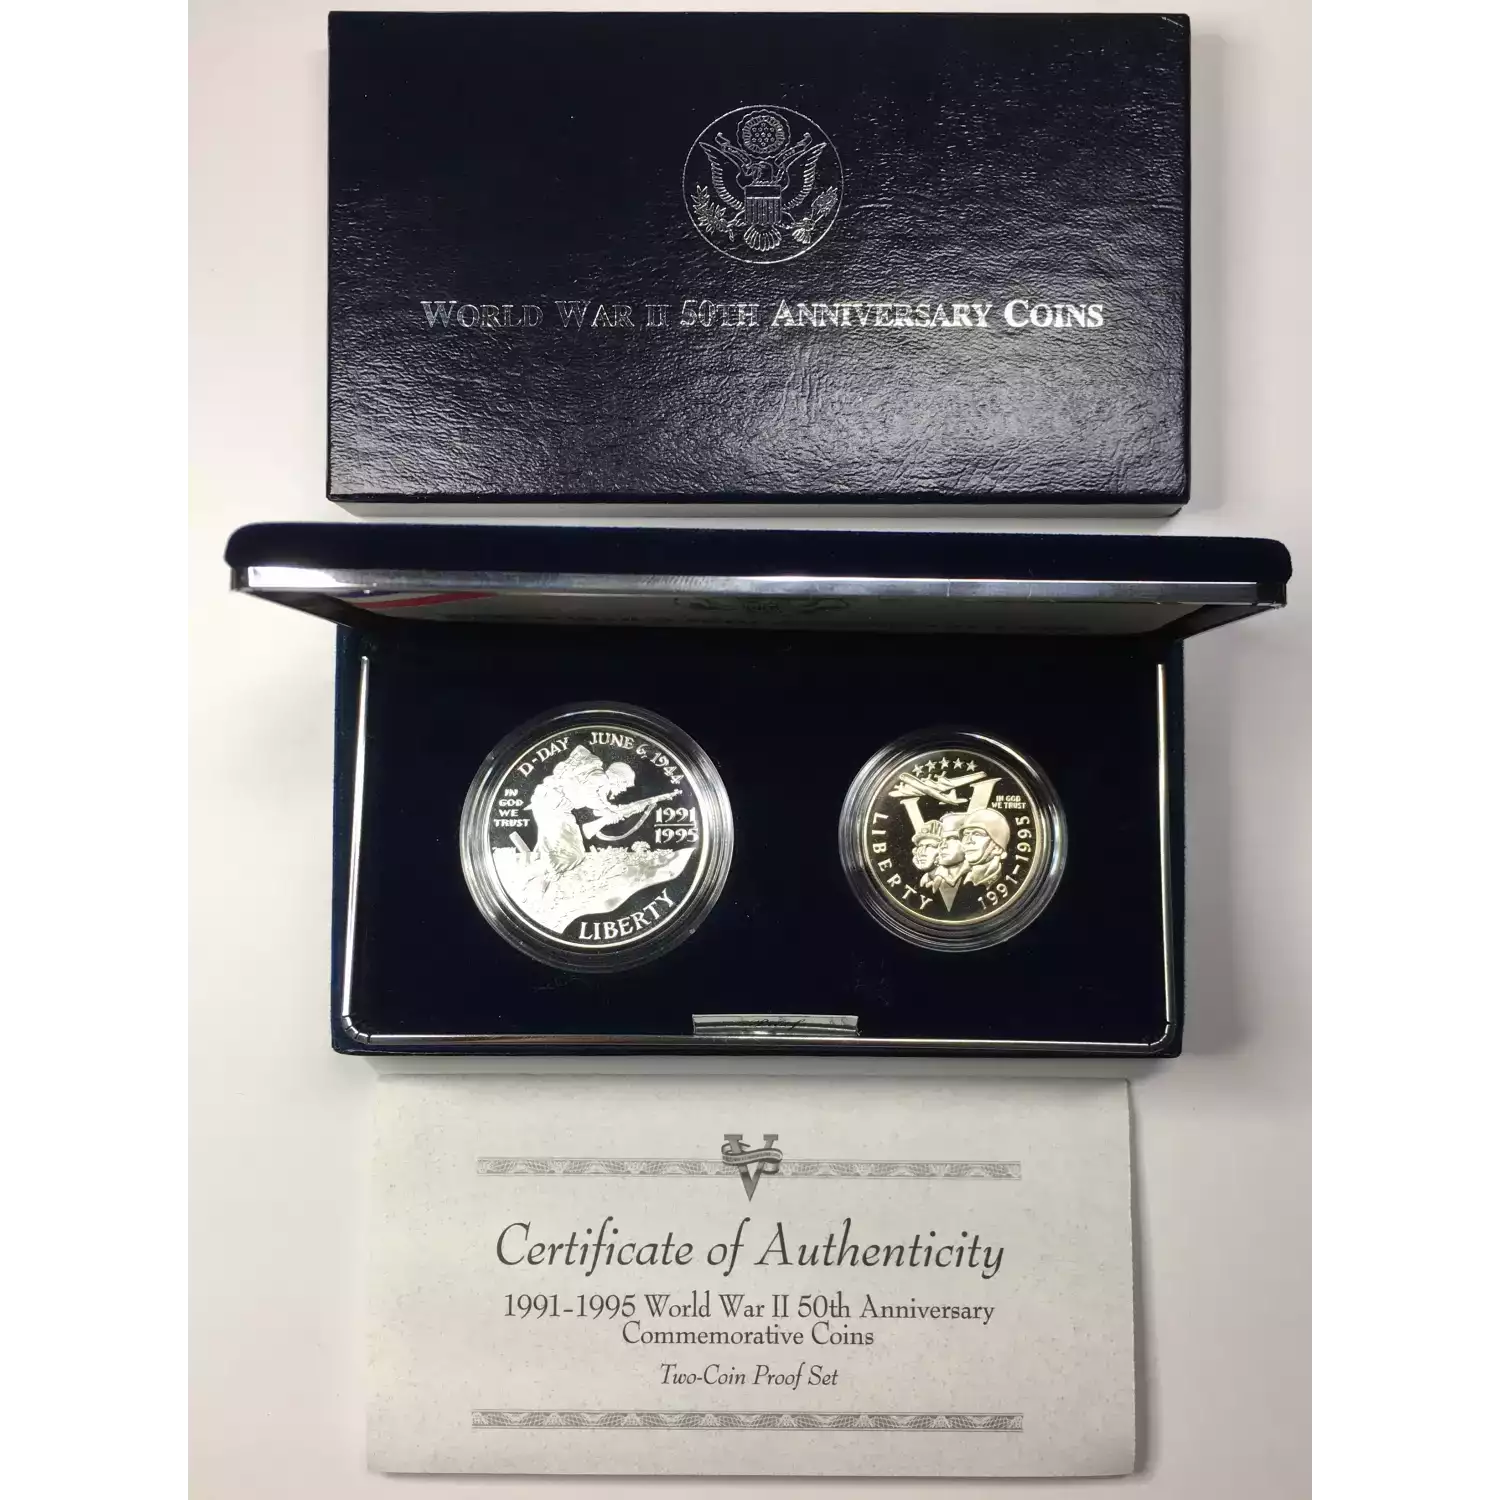 WORLD WAR II 50TH ANNIVERSARY COINS
D-DAY JUNE 6, 1944
IN
GOD
WE
TRUST
1991
1995
LIBERTY
IN GOD
WE TRUST
LIBERTY
1991-1995
Certificate of Authenticity
1991-1995 World War II 50th Anniversary
Commemorative Coins
Two-Coin Proof Set